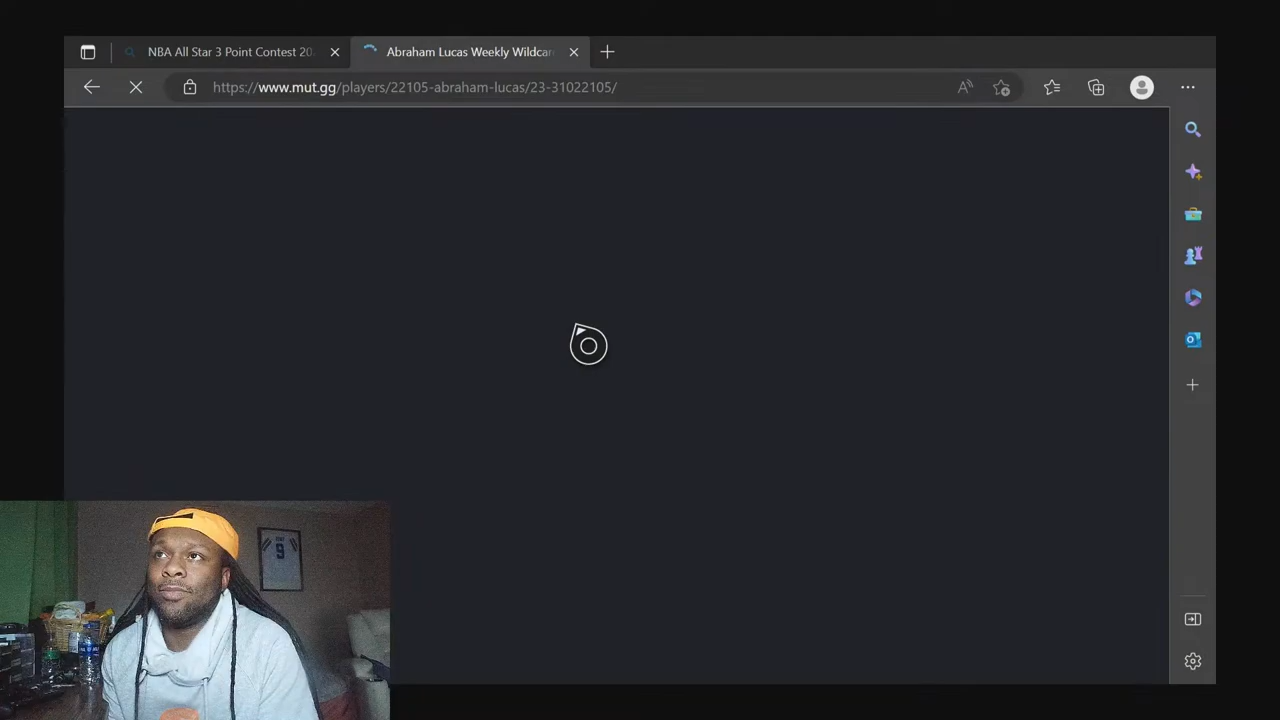 NBA All Star 3 Point Contest 20
Abraham Lucas Weekly Wildcar
https://www.mut.gg/players/22105-abraham-lucas/23-31022105/
9